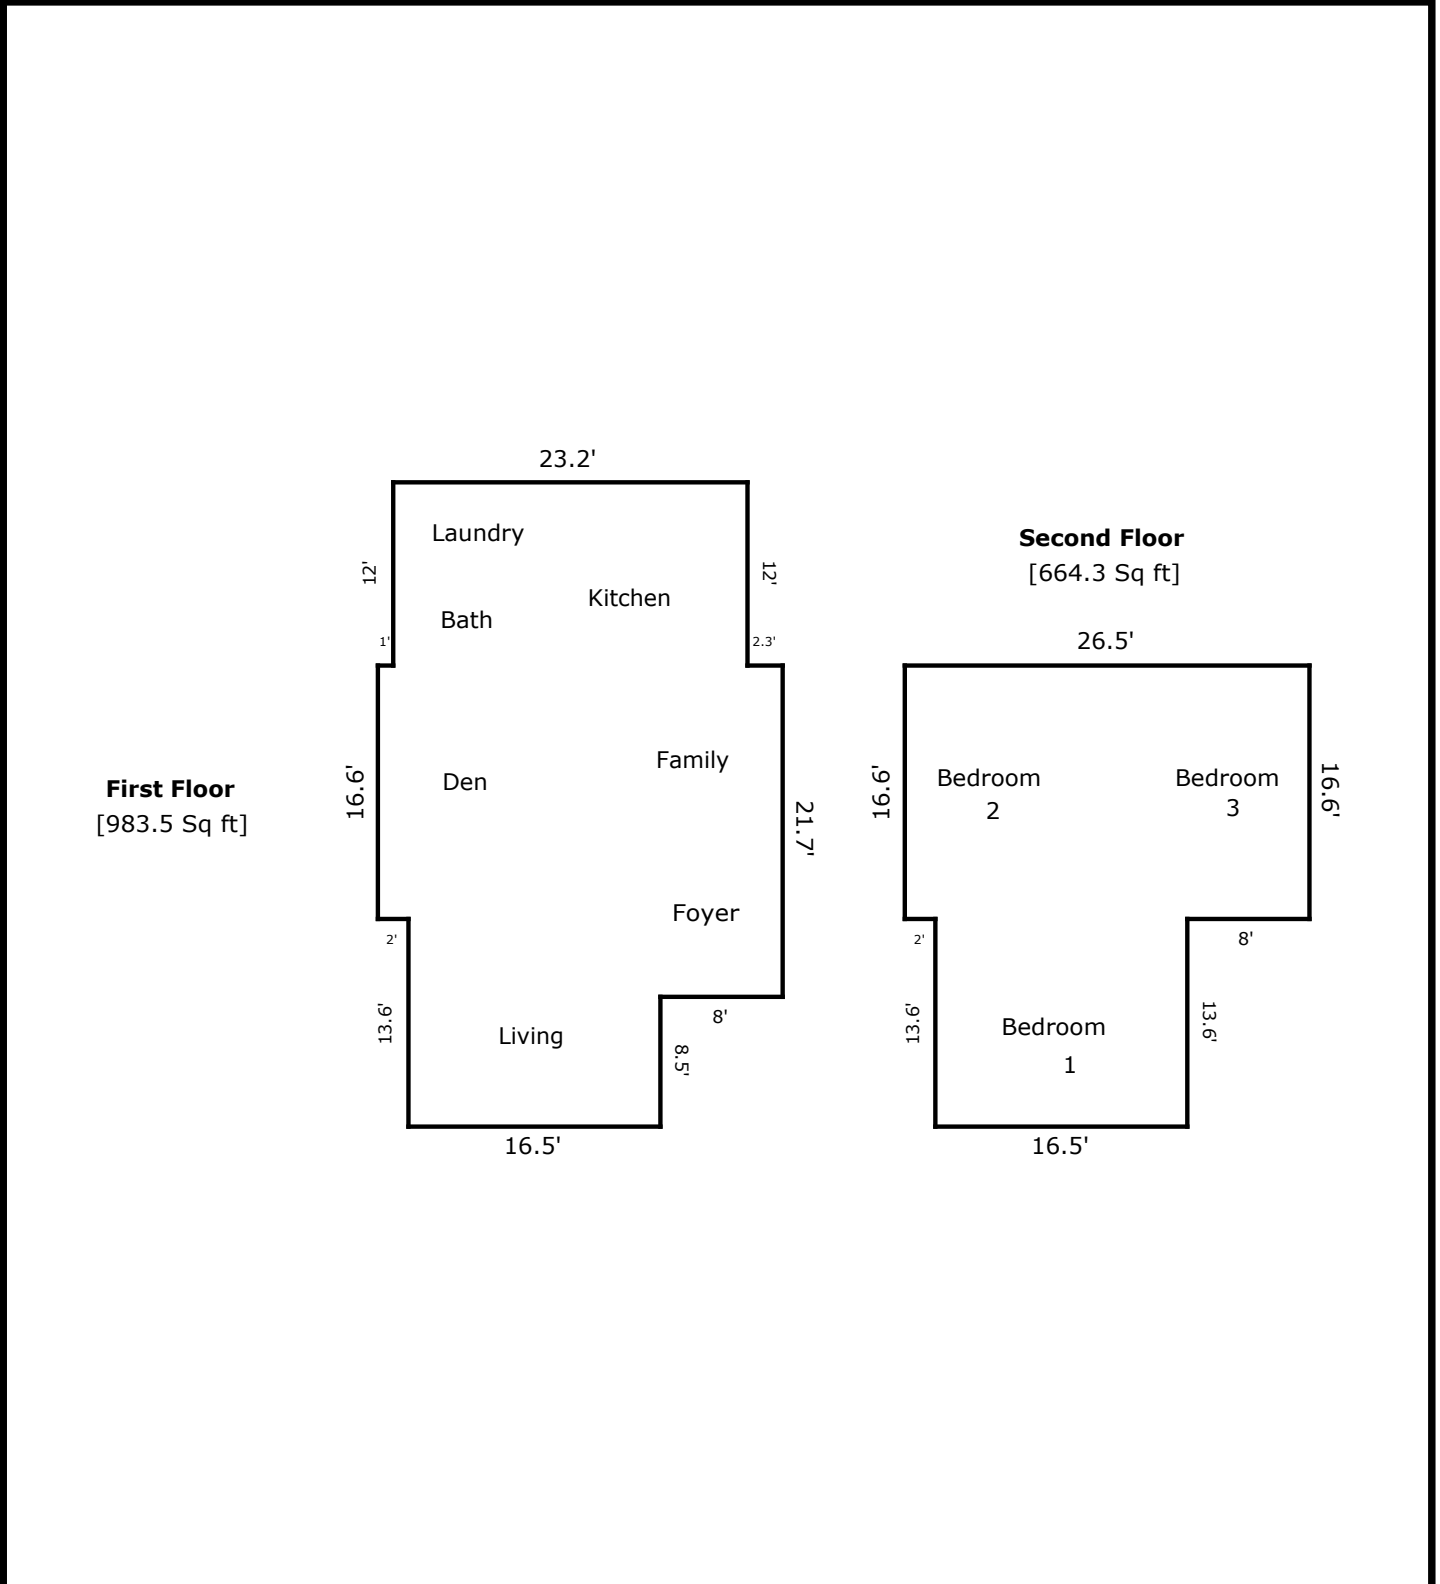 23.2'
Laundry
12'
12'
Kitchen
Bath
1'
2.3'
First Floor
[983.5 Sq ft]
16.6'
Den
Family
21.7'
Foyer
2'
13.6'
Living
8'
8.5'
16.5'
Second Floor
[664.3 Sq ft]
26.5'
16.6'
Bedroom
2
Bedroom
3
16.6'
2'
8'
13.6'
Bedroom
1
13.6'
16.5'